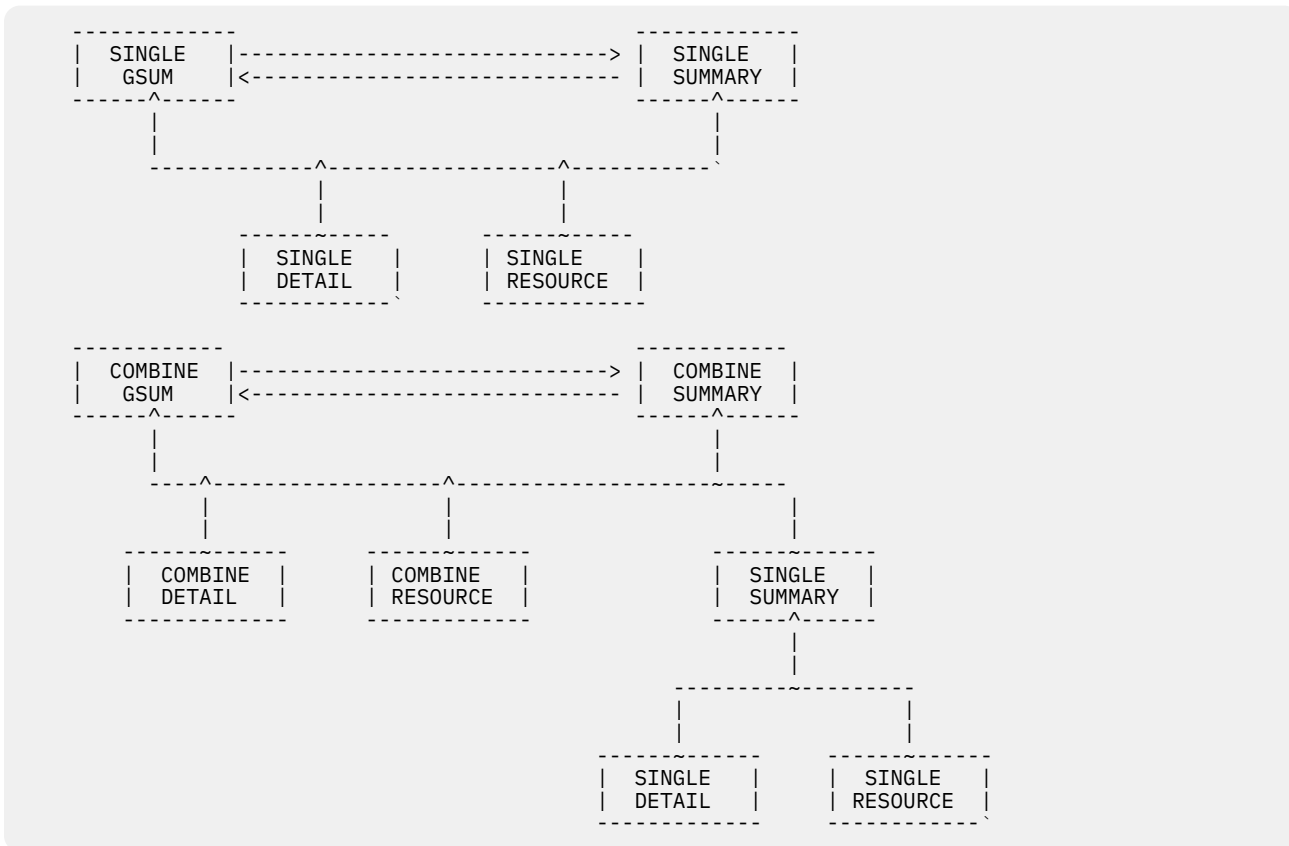 SINGLE SINGLE
GSUM SUMMARY
SINGLE SINGLE
DETAIL RESOURCE
COMBINE COMBINE
GSUM SUMMARY
COMBINE COMBINE SINGLE
DETAIL RESOURCE SUMMARY
SINGLE SINGLE
DETAIL RESOURCE